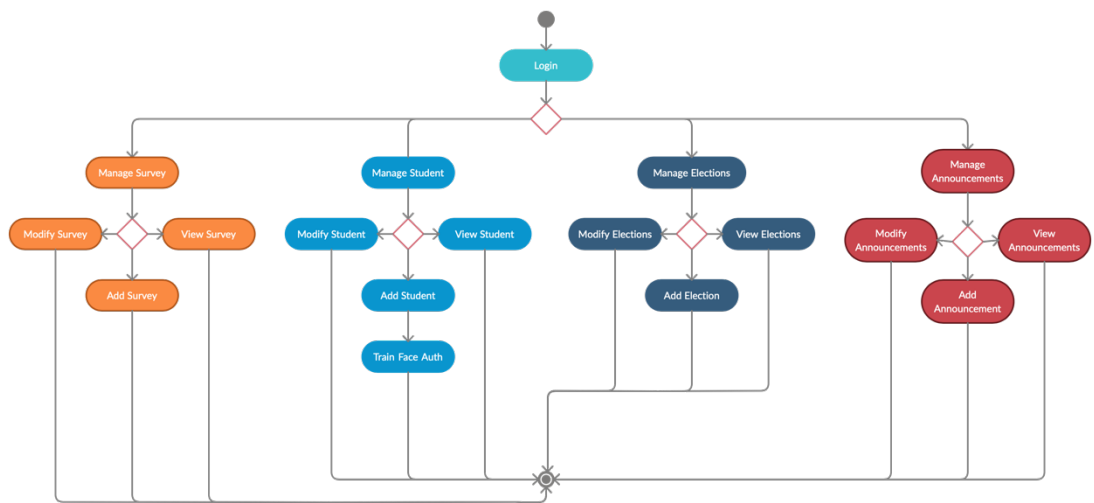 Login
Manage Survey
Manage Student
Manage Elections
Manage
Announcements
Modify Survey
View Survey
Modify Student
View Student
Modify Elections
View Elections
Modify
Announcements
View
Announcements
Add Survey
Add Student
Add Election
Add
Announcement
Train Face Auth